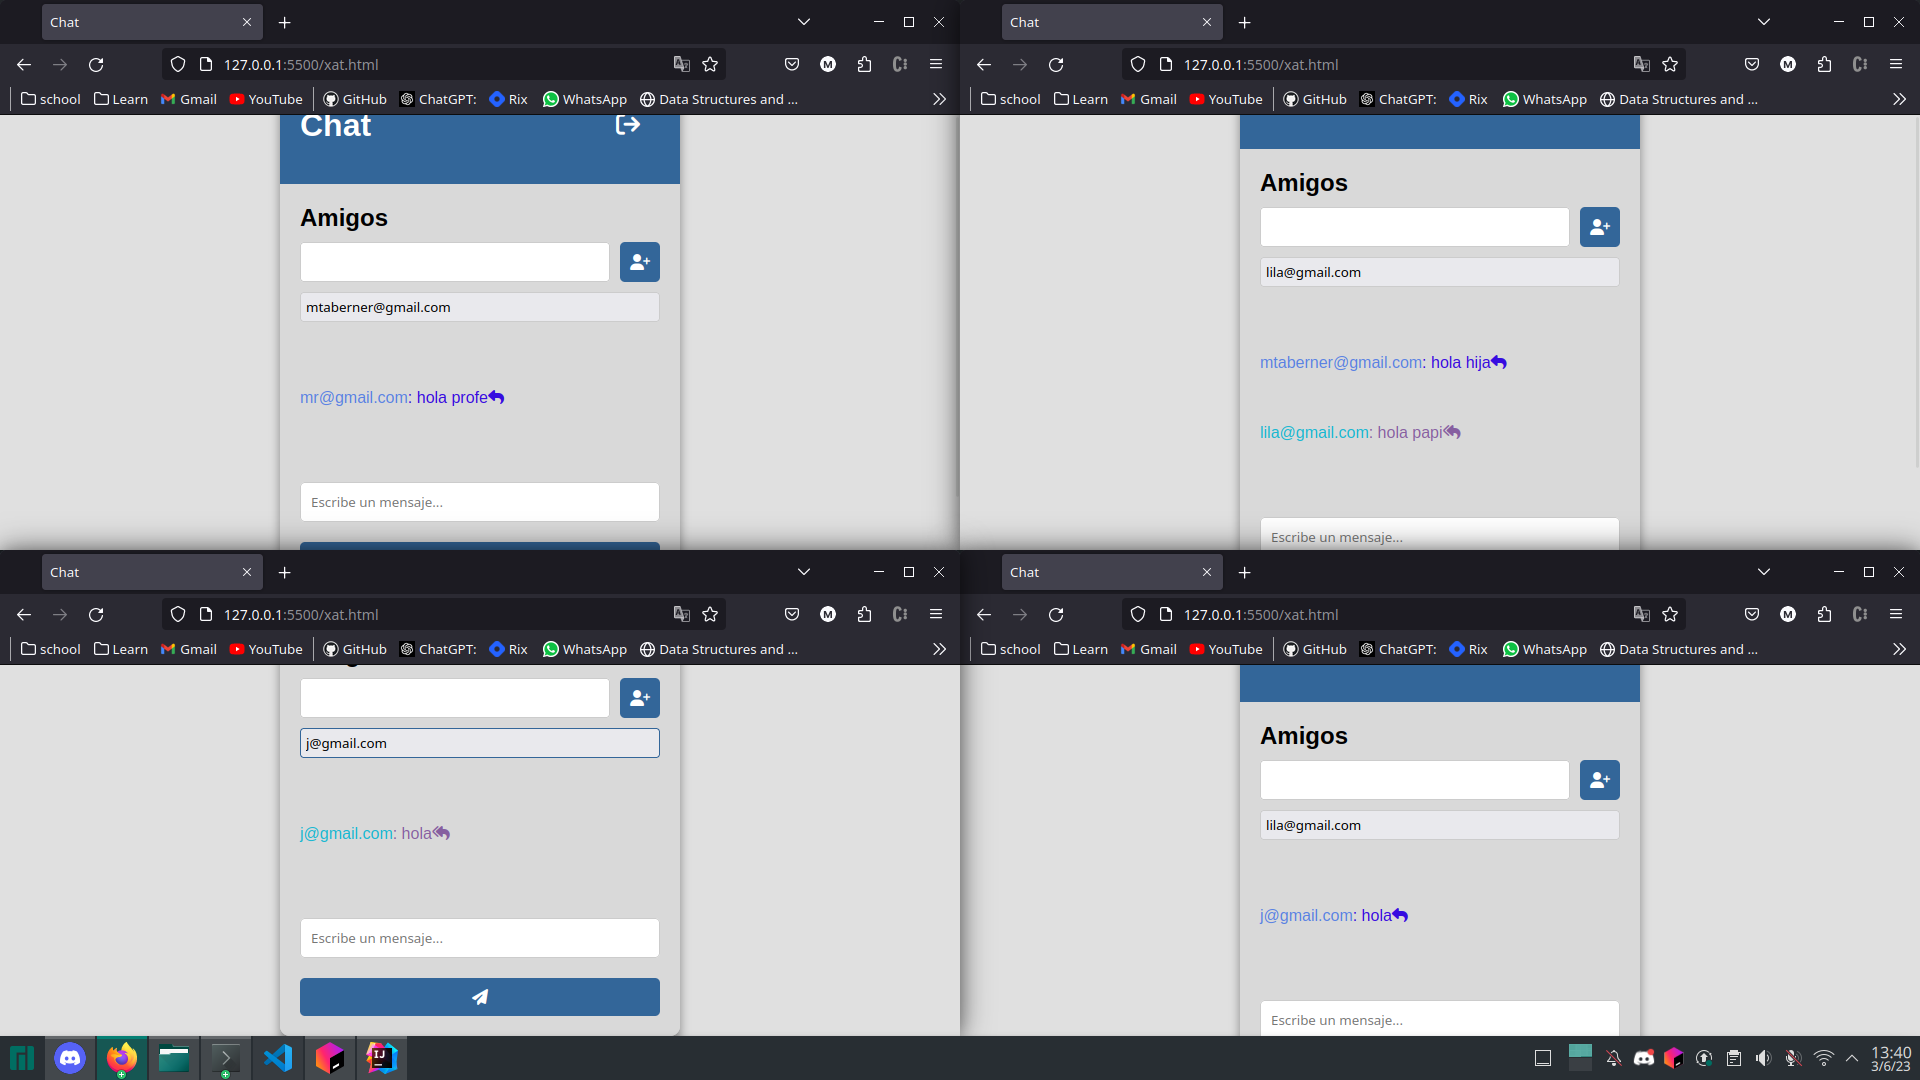 Chat
127.0.0.1:5500/xat.html
school Learn Gmail YouTube GitHub ChatGPT: Rix WhatsApp Data Structures and ...
Chat
Amigos
mtaberner@gmail.com
mr@gmail.com: hola profe
Escribe un mensaje...
Chat
127.0.0.1:5500/xat.html
school Learn Gmail YouTube GitHub ChatGPT: Rix WhatsApp Data Structures and ...
Amigos
lila@gmail.com
mtaberner@gmail.com: hola hija
lila@gmail.com: hola papi
Escribe un mensaje...
Chat
127.0.0.1:5500/xat.html
school Learn Gmail YouTube GitHub ChatGPT: Rix WhatsApp Data Structures and ...
j@gmail.com
j@gmail.com: hola
Escribe un mensaje...
Chat
127.0.0.1:5500/xat.html
school Learn Gmail YouTube GitHub ChatGPT: Rix WhatsApp Data Structures and ...
Amigos
lila@gmail.com
j@gmail.com: hola
Escribe un mensaje...
13:40
3/6/23